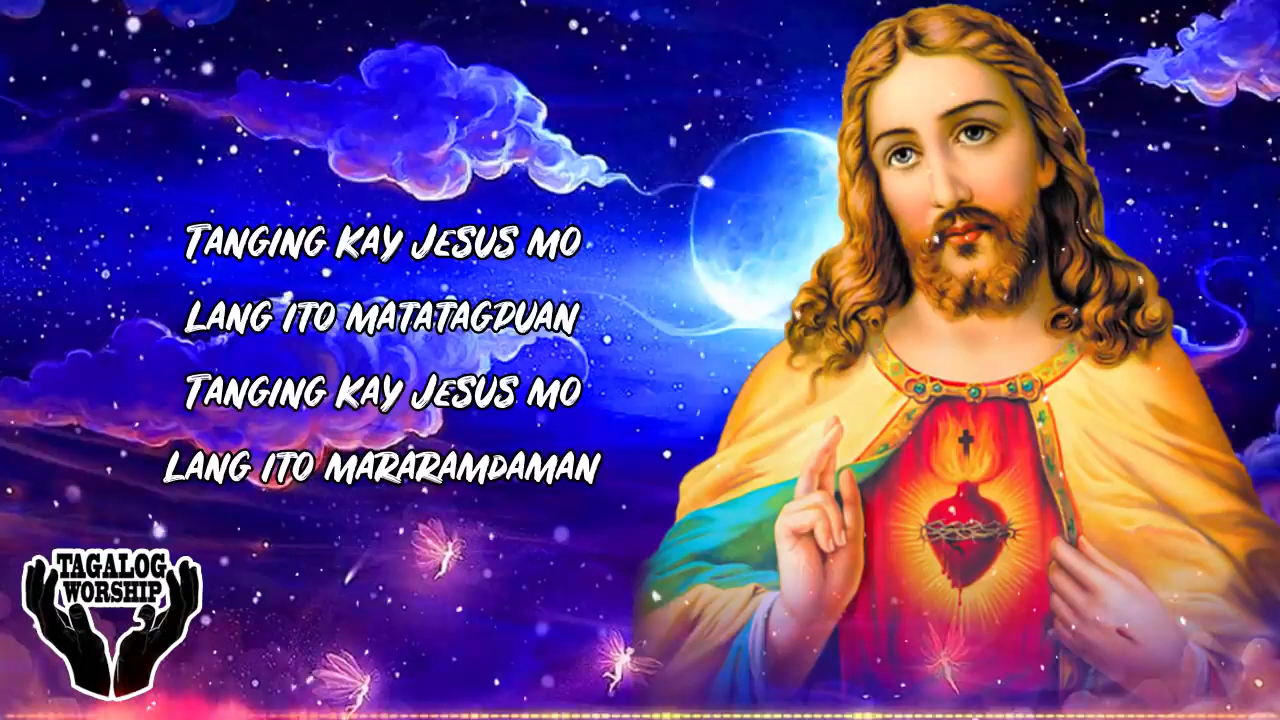 Tanging Kay Jesus mo
Lang ito matatagpuan
Tanging Kay Jesus mo
Lang ito mararamdaman
TAGALOG
WORSHIP